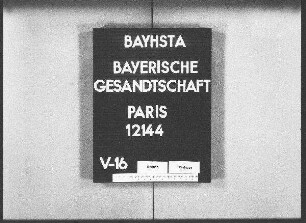 BAYHSTA
BAYERISCHE
GESANDTSCHAFT
PARIS
12144
V-16